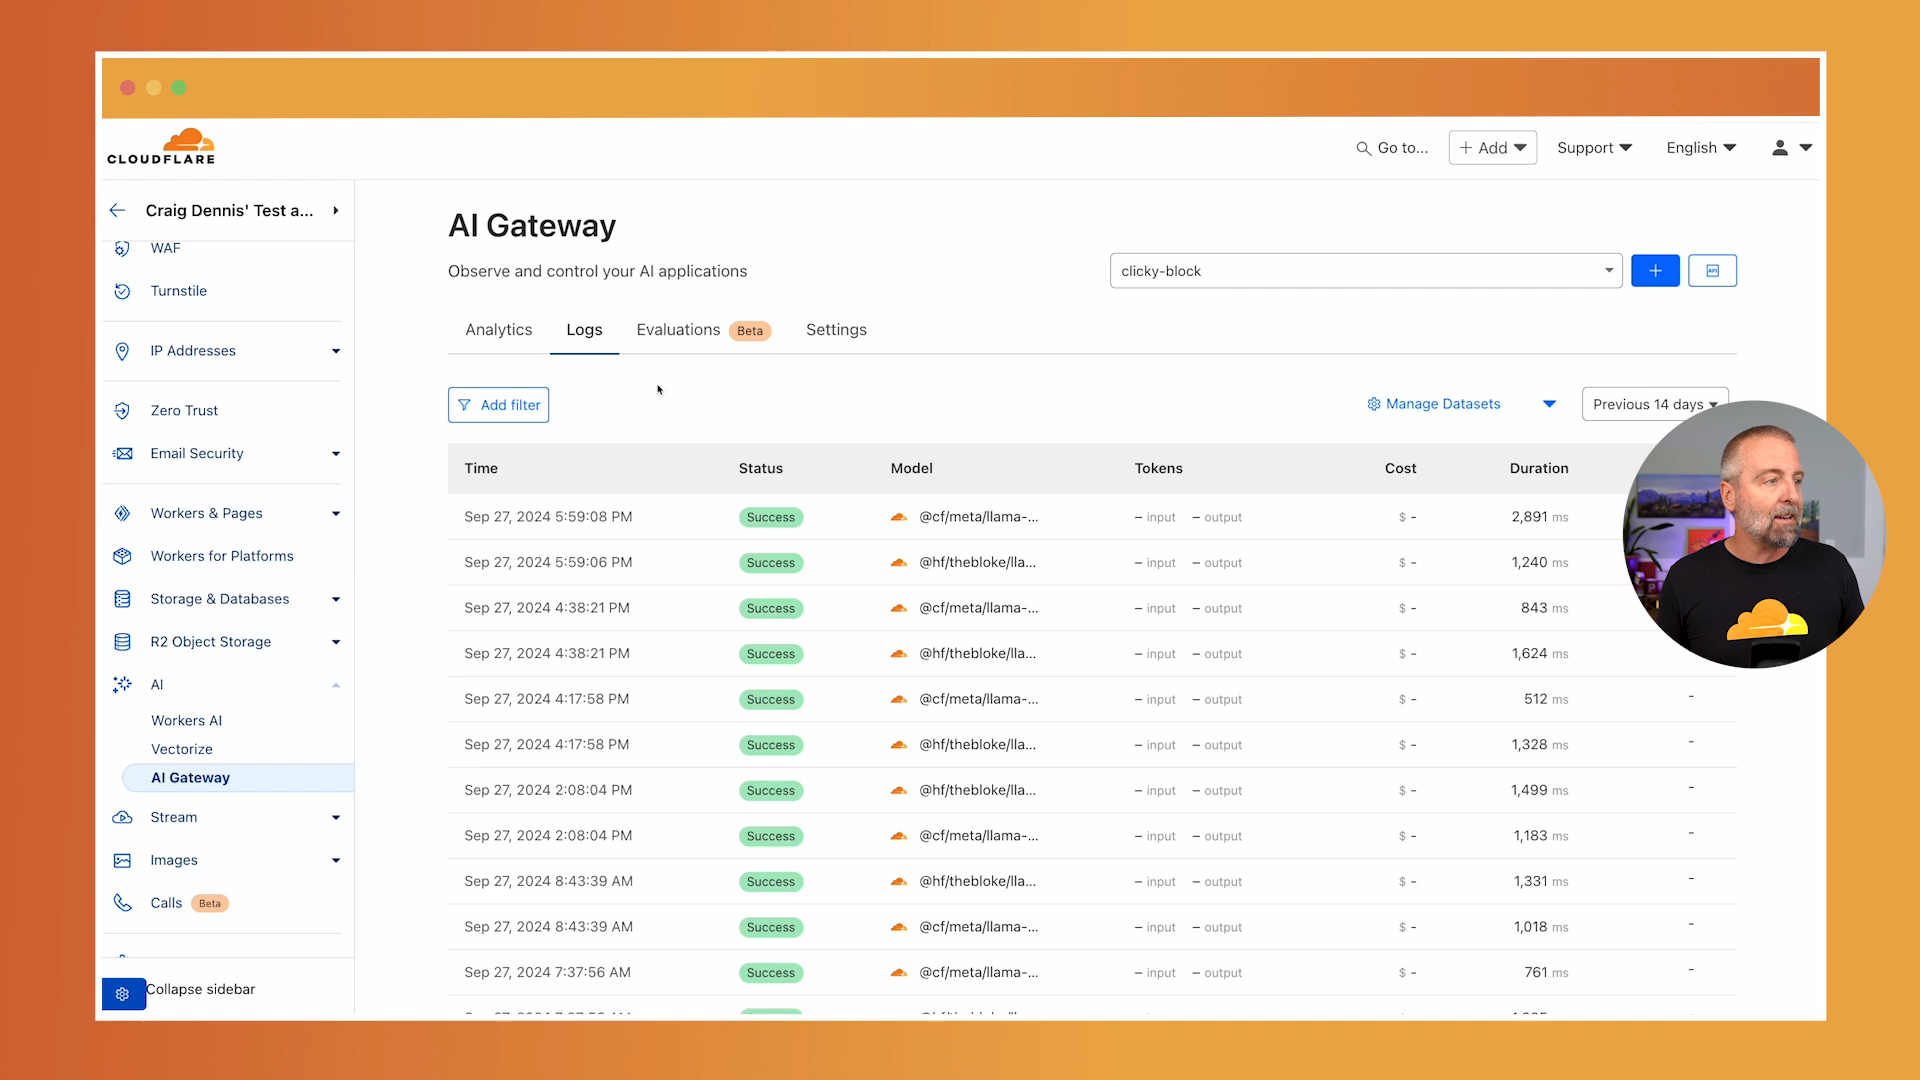 CLOUDFLARE
Go to...
+ Add
Support
English
Craig Dennis' Test a...
WAF
Turnstile
IP Addresses
Zero Trust
Email Security
Workers & Pages
Workers for Platforms
Storage & Databases
R2 Object Storage
AI
Workers AI
Vectorize
AI Gateway
Stream
Images
Calls Beta
Collapse sidebar
AI Gateway
Observe and control your AI applications
clicky-block
+
API
Analytics Logs Evaluations Beta Settings
Add filter
Manage Datasets
Previous 14 days
Time Status Model Tokens Cost Duration
Sep 27, 2024 5:59:08 PM Success @cf/meta/llama-... – input – output $ - 2,891 ms
Sep 27, 2024 5:59:06 PM Success @hf/thebloke/lla... – input – output $ - 1,240 ms
Sep 27, 2024 4:38:21 PM Success @cf/meta/llama-... – input – output $ - 843 ms
Sep 27, 2024 4:38:21 PM Success @hf/thebloke/lla... – input – output $ - 1,624 ms
Sep 27, 2024 4:17:58 PM Success @cf/meta/llama-... – input – output $ - 512 ms -
Sep 27, 2024 4:17:58 PM Success @hf/thebloke/lla... – input – output $ - 1,328 ms -
Sep 27, 2024 2:08:04 PM Success @hf/thebloke/lla... – input – output $ - 1,499 ms -
Sep 27, 2024 2:08:04 PM Success @cf/meta/llama-... – input – output $ - 1,183 ms -
Sep 27, 2024 8:43:39 AM Success @hf/thebloke/lla... – input – output $ - 1,331 ms -
Sep 27, 2024 8:43:39 AM Success @cf/meta/llama-... – input – output $ - 1,018 ms -
Sep 27, 2024 7:37:56 AM Success @cf/meta/llama-... – input – output $ - 761 ms -